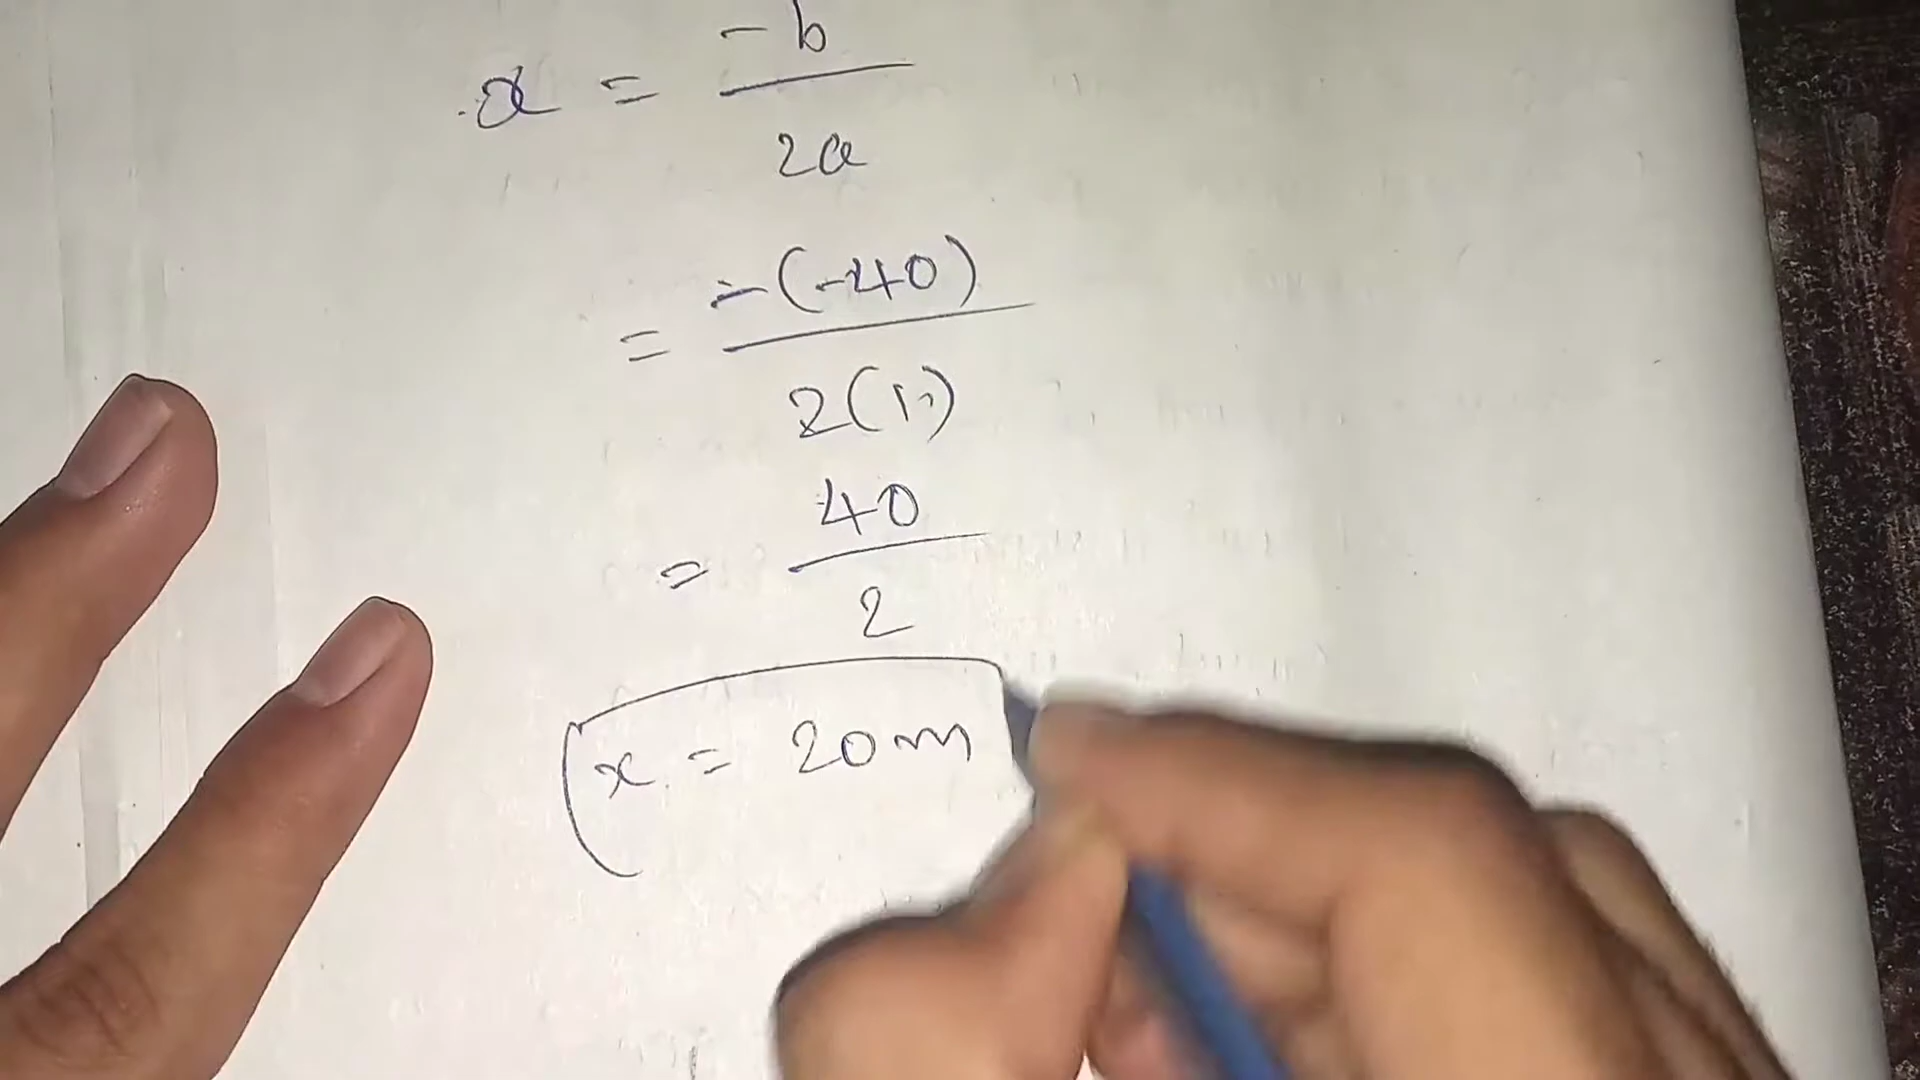 x = -b / 2a
= -(-40) / 2(1)
= 40 / 2
x = 20m